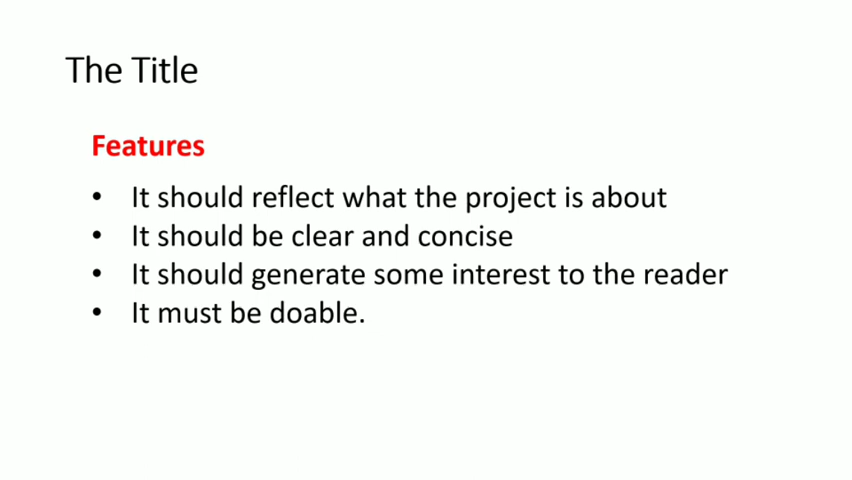 The Title
Features
• It should reflect what the project is about
• It should be clear and concise
• It should generate some interest to the reader
• It must be doable.